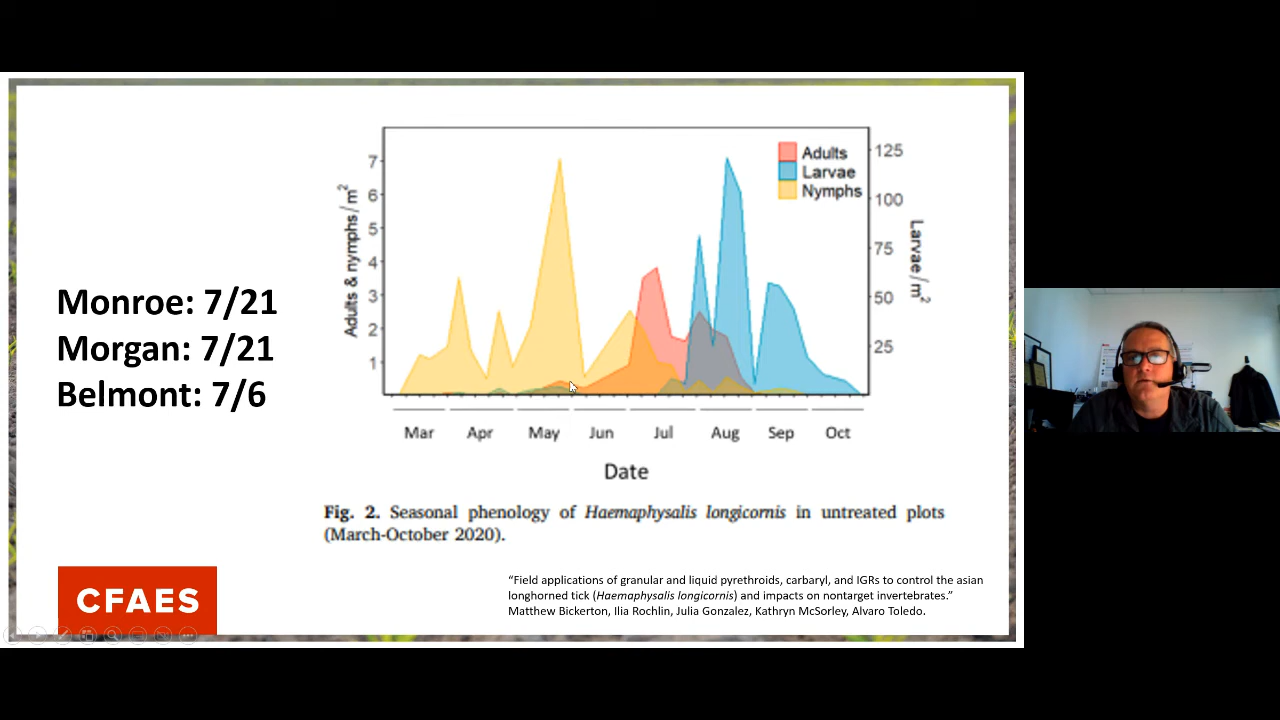 Monroe: 7/21
Morgan: 7/21
Belmont: 7/6
Adults & nymphs/m²
7
6
5
4
3
2
1
Adults
Larvae
Nymphs
125
100
75
50
25
Larvae/m²
Mar Apr May Jun Jul Aug Sep Oct
Date
Fig. 2. Seasonal phenology of Haemaphysalis longicornis in untreated plots
(March-October 2020).
“Field applications of granular and liquid pyrethroids, carbaryl, and IGRs to control the asian
longhorned tick (Haemaphysalis longicornis) and impacts on nontarget invertebrates.”
Matthew Bickerton, Ilia Rochlin, Julia Gonzalez, Kathryn McSorley, Alvaro Toledo.
CFAES